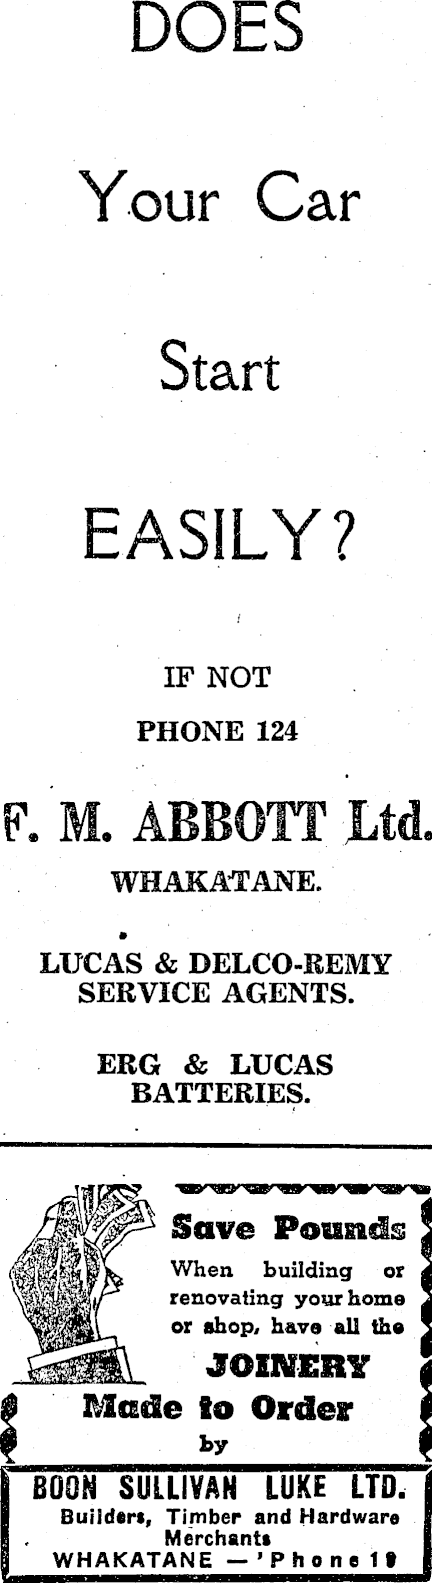 DOES
Your Car
Start
EASILY?
IF NOT
PHONE 124
F. M. ABBOTT Ltd.
WHAKATANE.
LUCAS & DELCO-REMY
SERVICE AGENTS.
ERG & LUCAS
BATTERIES.
Save Pounds
When building or
renovating your home
or shop, have all the
JOINERY
Made to Order
by
BOON SULLIVAN LUKE LTD.
Builders, Timber and Hardware
Merchants
WHAKATANE — 'Phone 19